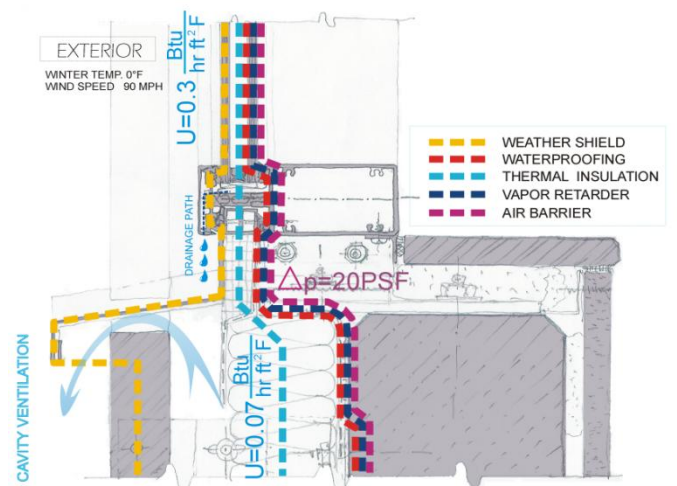 EXTERIOR
WINTER TEMP. 0°F
WIND SPEED 90 MPH
U=0.3 Btu
hr ft² F
WEATHER SHIELD
WATERPROOFING
THERMAL INSULATION
VAPOR RETARDER
AIR BARRIER
DRAINAGE PATH
△p=20PSF
CAVITY VENTILATION
U=0.07 Btu
hr ft² F